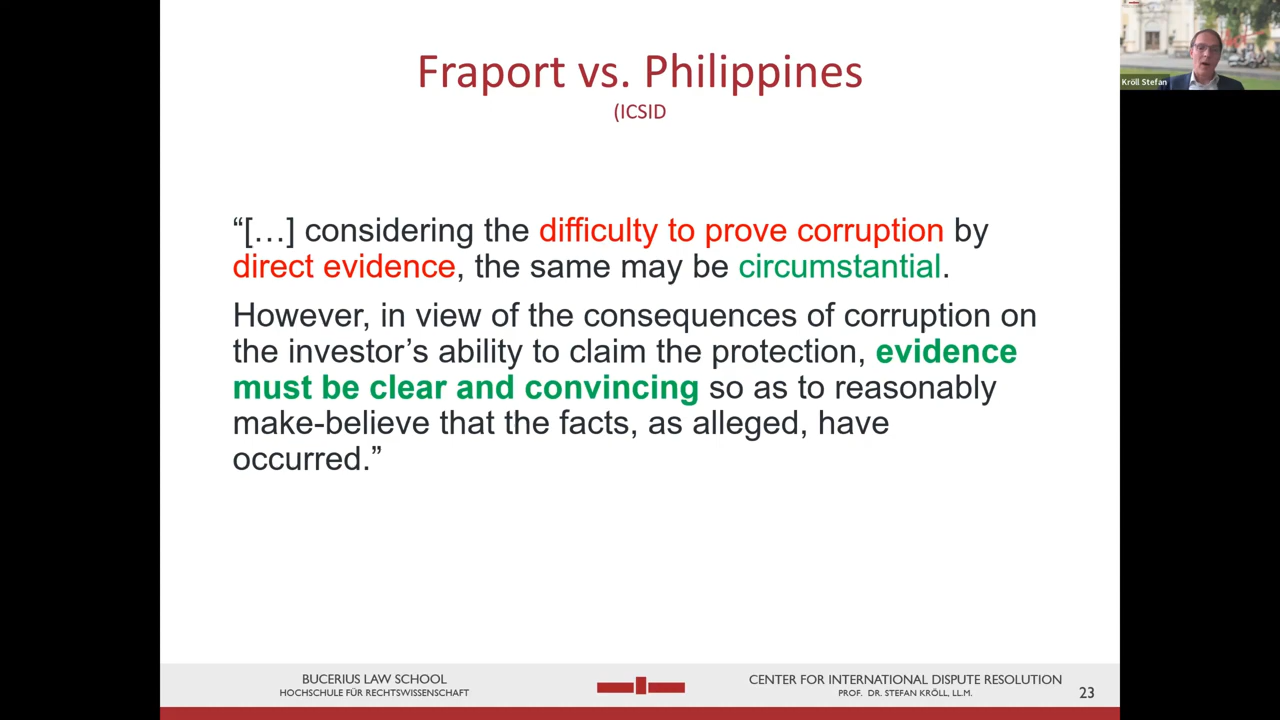 Fraport vs. Philippines
(ICSID
Kröll Stefan
“[…] considering the difficulty to prove corruption by
direct evidence, the same may be circumstantial.
However, in view of the consequences of corruption on
the investor’s ability to claim the protection, evidence
must be clear and convincing so as to reasonably
make-believe that the facts, as alleged, have
occurred.”
BUCERIUS LAW SCHOOL
HOCHSCHULE FÜR RECHTSWISSENSCHAFT
CENTER FOR INTERNATIONAL DISPUTE RESOLUTION
PROF. DR. STEFAN KRÖLL, LL.M.
23